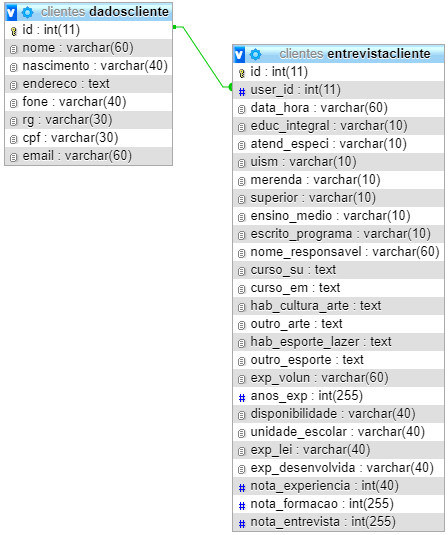 clientes dadoscliente
id : int(11)
nome : varchar(60)
nascimento : varchar(40)
endereco : text
fone : varchar(40)
rg : varchar(30)
cpf : varchar(30)
email : varchar(60)
clientes entrevistacliente
id : int(11)
user_id : int(11)
data_hora : varchar(60)
educ_integral : varchar(10)
atend_especi : varchar(10)
uism : varchar(10)
merenda : varchar(10)
superior : varchar(10)
ensino_medio : varchar(10)
escrito_programa : varchar(10)
nome_responsavel : varchar(60)
curso_su : text
curso_em : text
hab_cultura_arte : text
outro_arte : text
hab_esporte_lazer : text
outro_esporte : text
exp_volun : varchar(60)
anos_exp : int(255)
disponibilidade : varchar(40)
unidade_escolar : varchar(40)
exp_lei : varchar(40)
exp_desenvolvida : varchar(40)
nota_experiencia : int(40)
nota_formacao : int(255)
nota_entrevista : int(255)